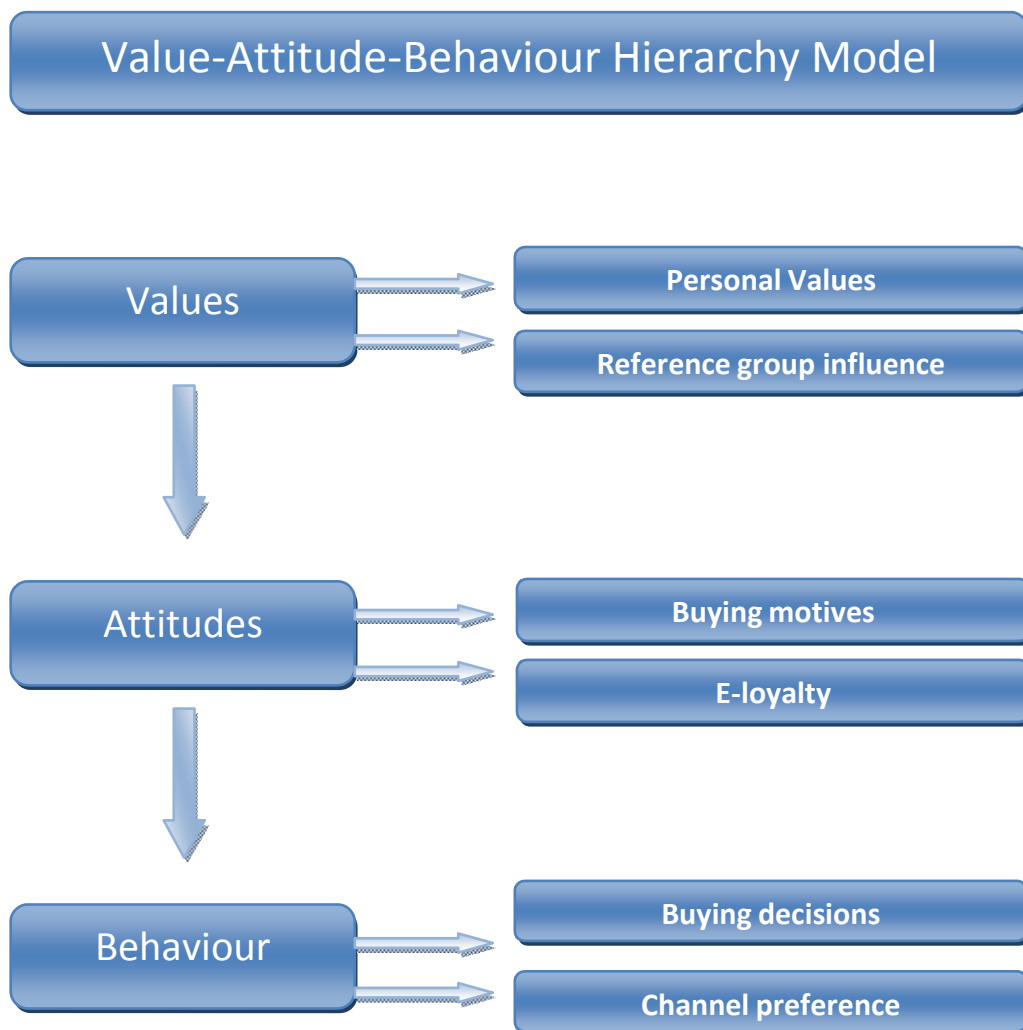 Value-Attitude-Behaviour Hierarchy Model
Values
Personal Values
Reference group influence
Attitudes
Buying motives
E-loyalty
Behaviour
Buying decisions
Channel preference